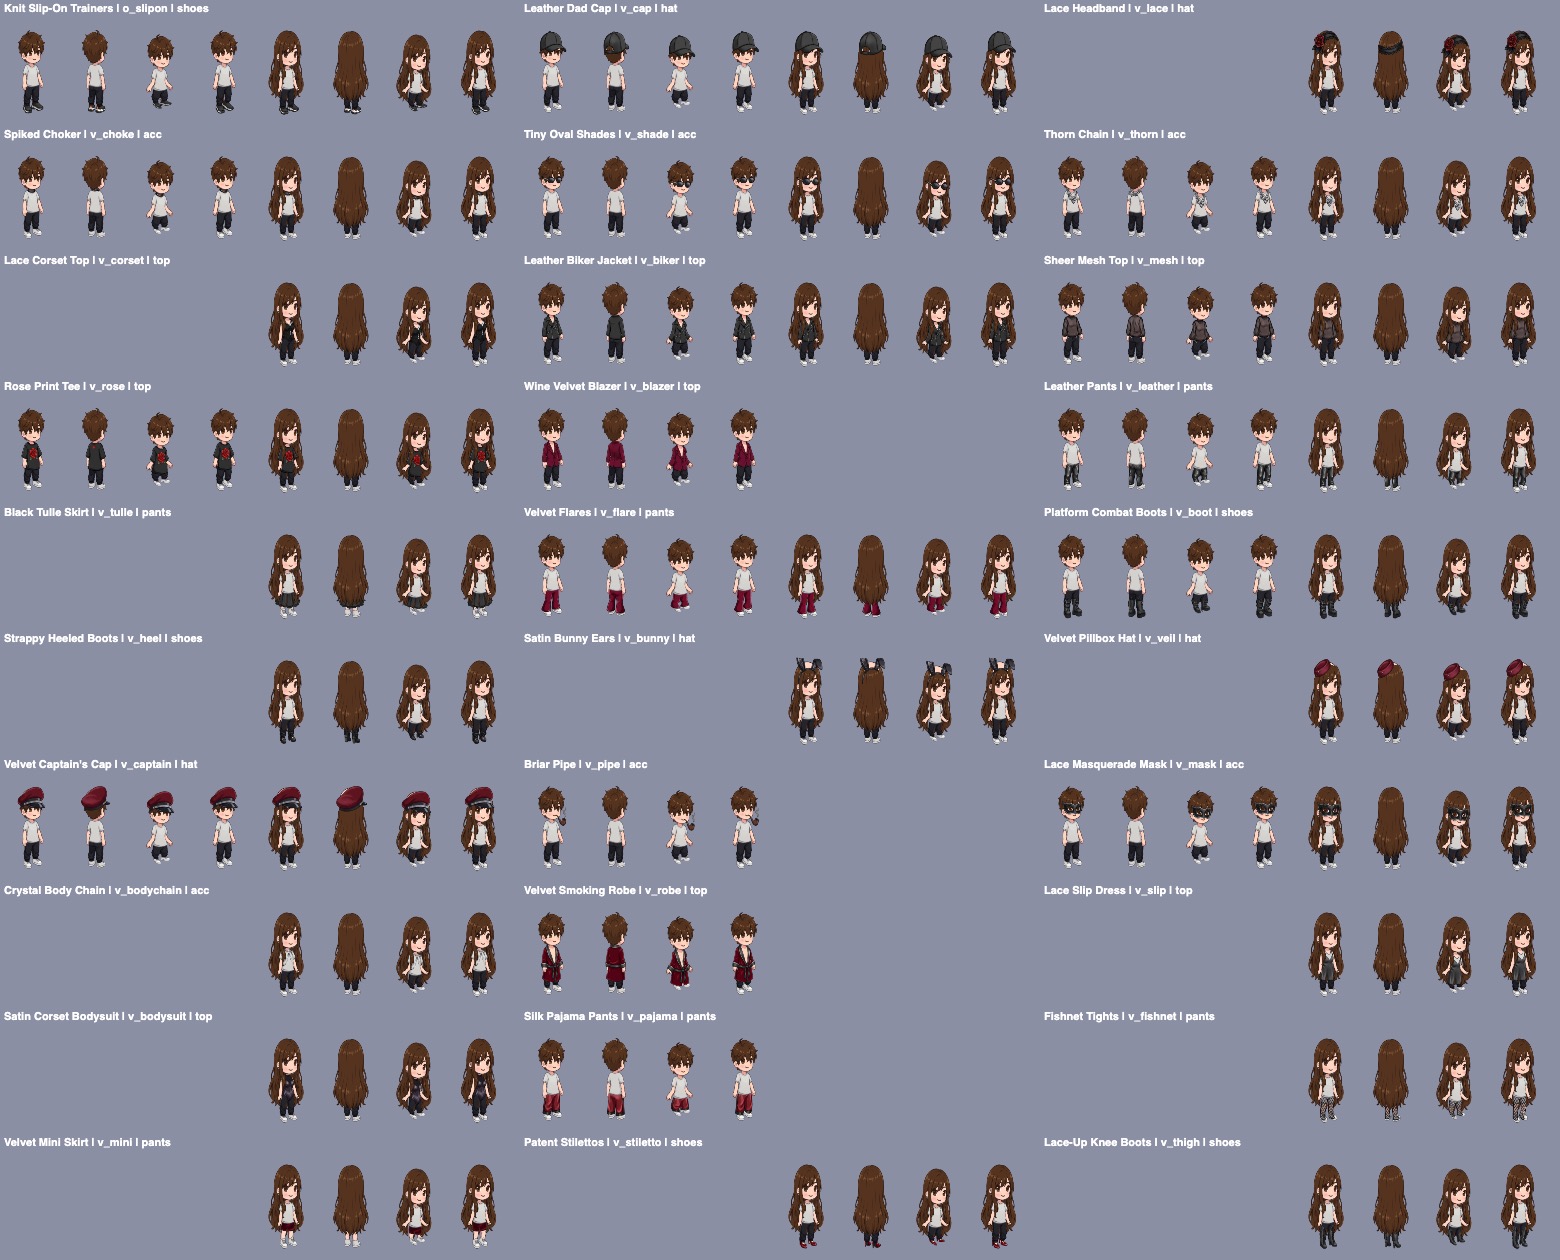 Knit Slip-On Trainers | o_slipon | shoes
Leather Dad Cap | v_cap | hat
Lace Headband | v_lace | hat
Spiked Choker | v_choke | acc
Tiny Oval Shades | v_shade | acc
Thorn Chain | v_thorn | acc
Lace Corset Top | v_corset | top
Leather Biker Jacket | v_biker | top
Sheer Mesh Top | v_mesh | top
Rose Print Tee | v_rose | top
Wine Velvet Blazer | v_blazer | top
Leather Pants | v_leather | pants
Black Tulle Skirt | v_tulle | pants
Velvet Flares | v_flare | pants
Platform Combat Boots | v_boot | shoes
Strappy Heeled Boots | v_heel | shoes
Satin Bunny Ears | v_bunny | hat
Velvet Pillbox Hat | v_veil | hat
Velvet Captain's Cap | v_captain | hat
Briar Pipe | v_pipe | acc
Lace Masquerade Mask | v_mask | acc
Crystal Body Chain | v_bodychain | acc
Velvet Smoking Robe | v_robe | top
Lace Slip Dress | v_slip | top
Satin Corset Bodysuit | v_bodysuit | top
Silk Pajama Pants | v_pajama | pants
Fishnet Tights | v_fishnet | pants
Velvet Mini Skirt | v_mini | pants
Patent Stilettos | v_stiletto | shoes
Lace-Up Knee Boots | v_thigh | shoes